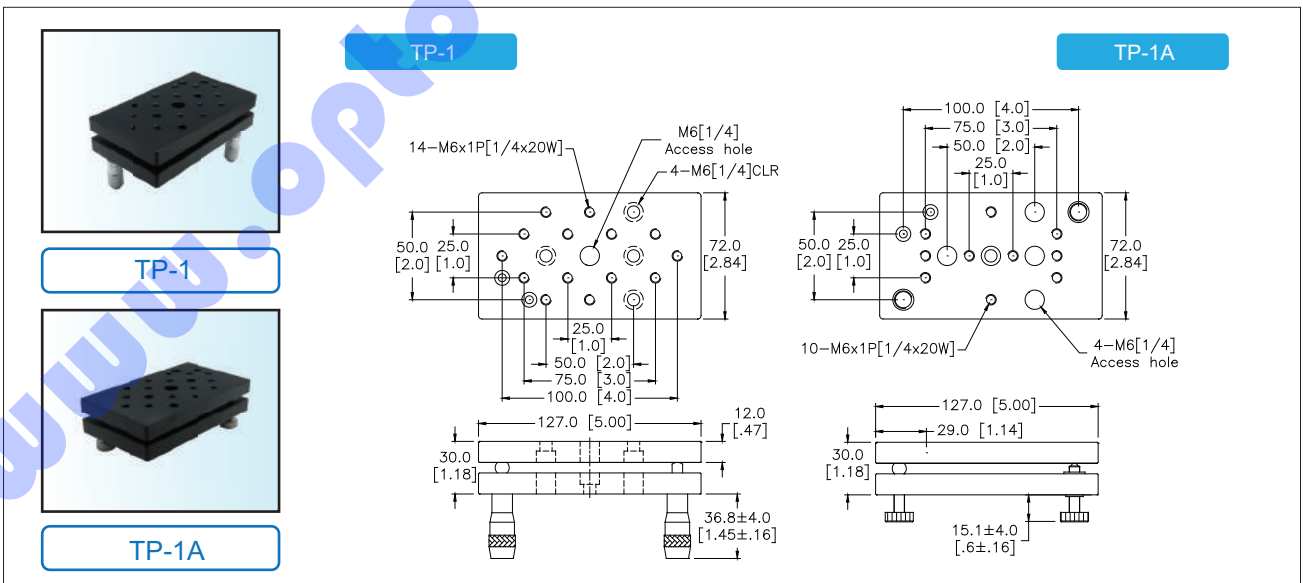 TP-1
TP-1A
TP-1
TP-1A
www.opto
14-M6x1P[1/4x20W]
M6[1/4]
Access hole
4-M6[1/4]CLR
50.0
[2.0]
25.0
[1.0]
72.0
[2.84]
25.0
[1.0]
50.0 [2.0]
75.0 [3.0]
100.0 [4.0]
127.0 [5.00]
12.0
[.47]
30.0
[1.18]
36.8±4.0
[1.45±.16]
100.0 [4.0]
75.0 [3.0]
50.0 [2.0]
25.0
[1.0]
50.0
[2.0]
25.0
[1.0]
72.0
[2.84]
10-M6x1P[1/4x20W]
4-M6[1/4]
Access hole
127.0 [5.00]
29.0 [1.14]
30.0
[1.18]
15.1±4.0
[.6±.16]